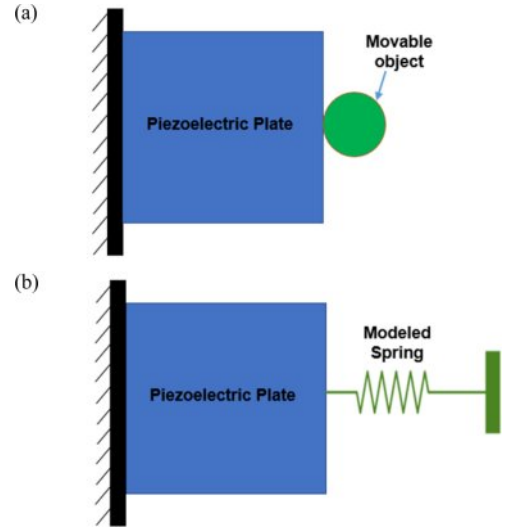 (a)
Movable
object
Piezoelectric Plate
(b)
Modeled
Spring
Piezoelectric Plate